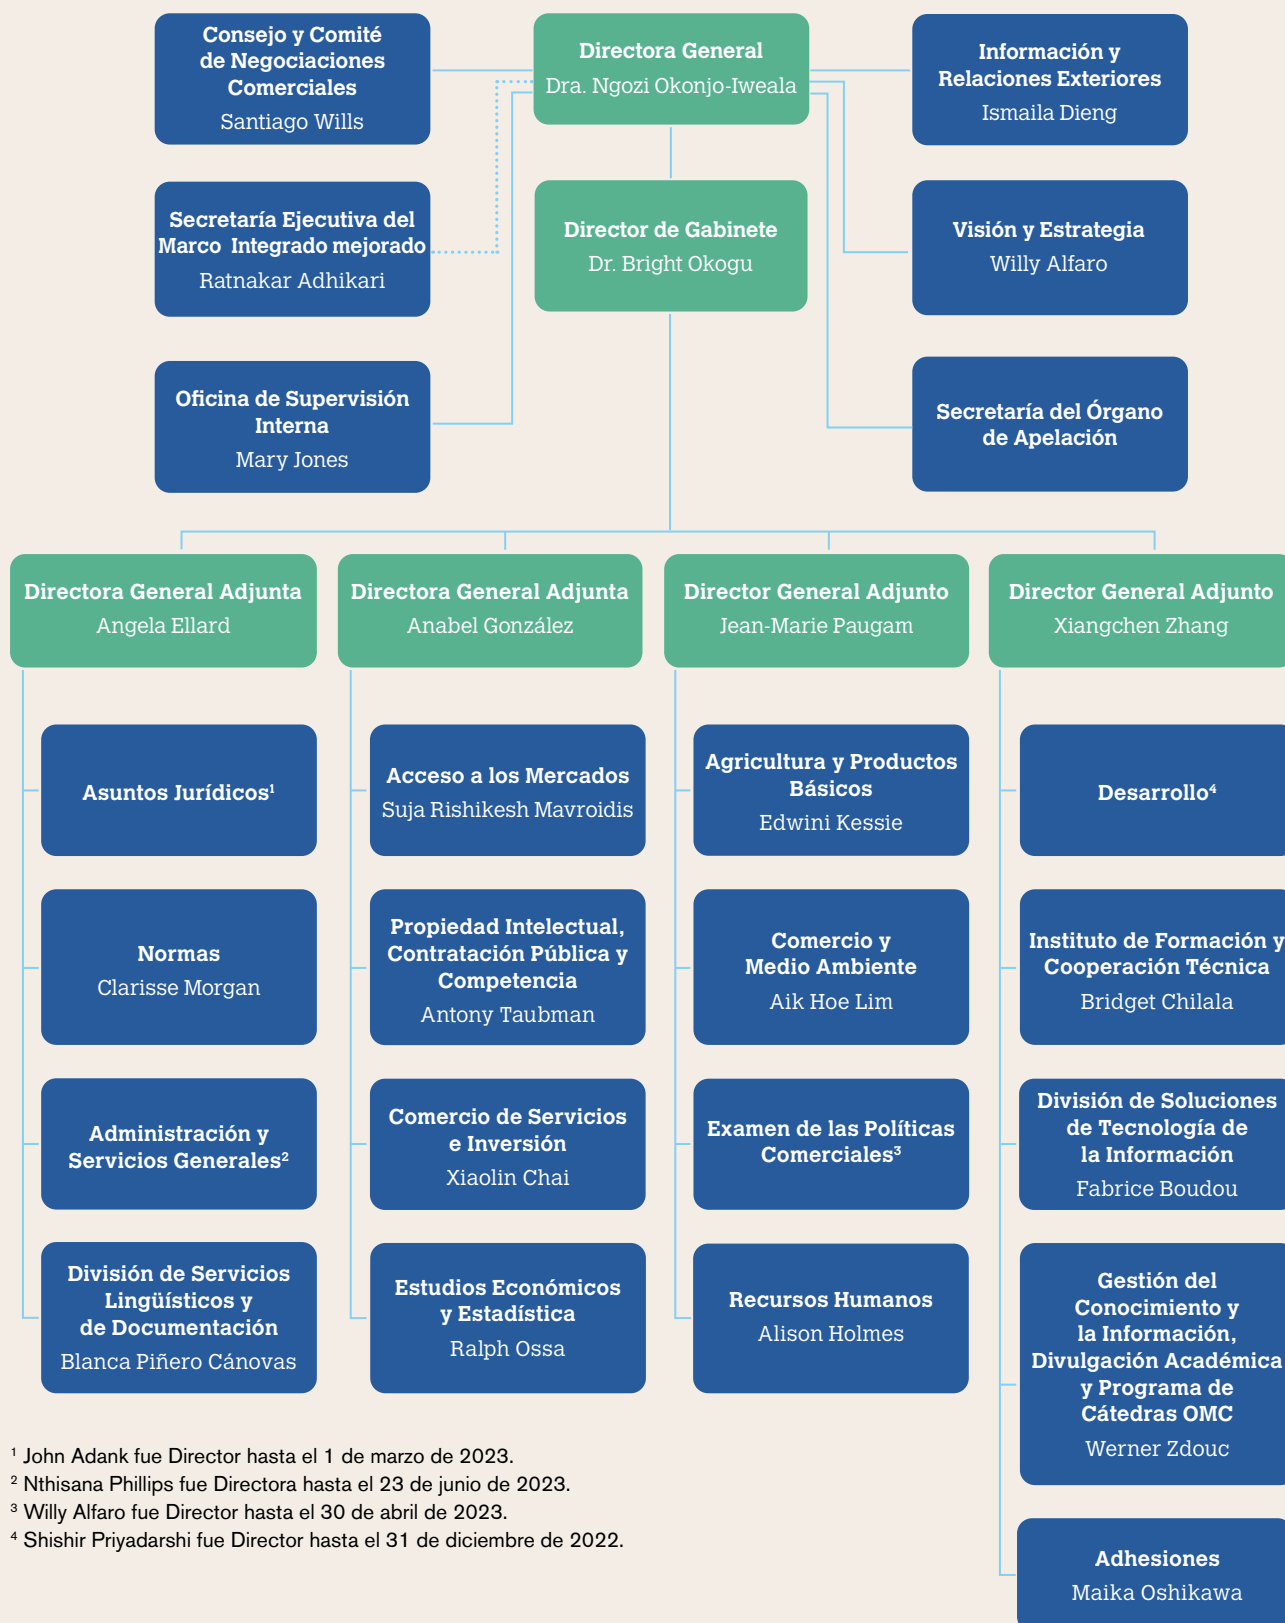 Consejo y Comité
de Negociaciones
Comerciales
Santiago Wills
Directora General
Dra. Ngozi Okonjo-Iweala
Información y
Relaciones Exteriores
Ismaila Dieng
Secretaría Ejecutiva del
Marco Integrado mejorado
Ratnakar Adhikari
Director de Gabinete
Dr. Bright Okogu
Visión y Estrategia
Willy Alfaro
Oficina de Supervisión
Interna
Mary Jones
Secretaría del Órgano
de Apelación
Directora General Adjunta
Angela Ellard
Directora General Adjunta
Anabel González
Director General Adjunto
Jean-Marie Paugam
Director General Adjunto
Xiangchen Zhang
Asuntos Jurídicos¹
Acceso a los Mercados
Suja Rishikesh Mavroidis
Agricultura y Productos
Básicos
Edwini Kessie
Desarrollo⁴
Normas
Clarisse Morgan
Propiedad Intelectual,
Contratación Pública y
Competencia
Antony Taubman
Comercio y
Medio Ambiente
Aik Hoe Lim
Instituto de Formación y
Cooperación Técnica
Bridget Chilala
Administración y
Servicios Generales²
Comercio de Servicios
e Inversión
Xiaolin Chai
Examen de las Políticas
Comerciales³
División de Soluciones
de Tecnología de
la Información
Fabrice Boudou
División de Servicios
Lingüísticos y
de Documentación
Blanca Piñero Cánovas
Estudios Económicos
y Estadística
Ralph Ossa
Recursos Humanos
Alison Holmes
Gestión del
Conocimiento y
la Información,
Divulgación Académica
y Programa de
Cátedras OMC
Werner Zdouc
Adhesiones
Maika Oshikawa
¹ John Adank fue Director hasta el 1 de marzo de 2023.
² Nthisana Phillips fue Directora hasta el 23 de junio de 2023.
³ Willy Alfaro fue Director hasta el 30 de abril de 2023.
⁴ Shishir Priyadarshi fue Director hasta el 31 de diciembre de 2022.